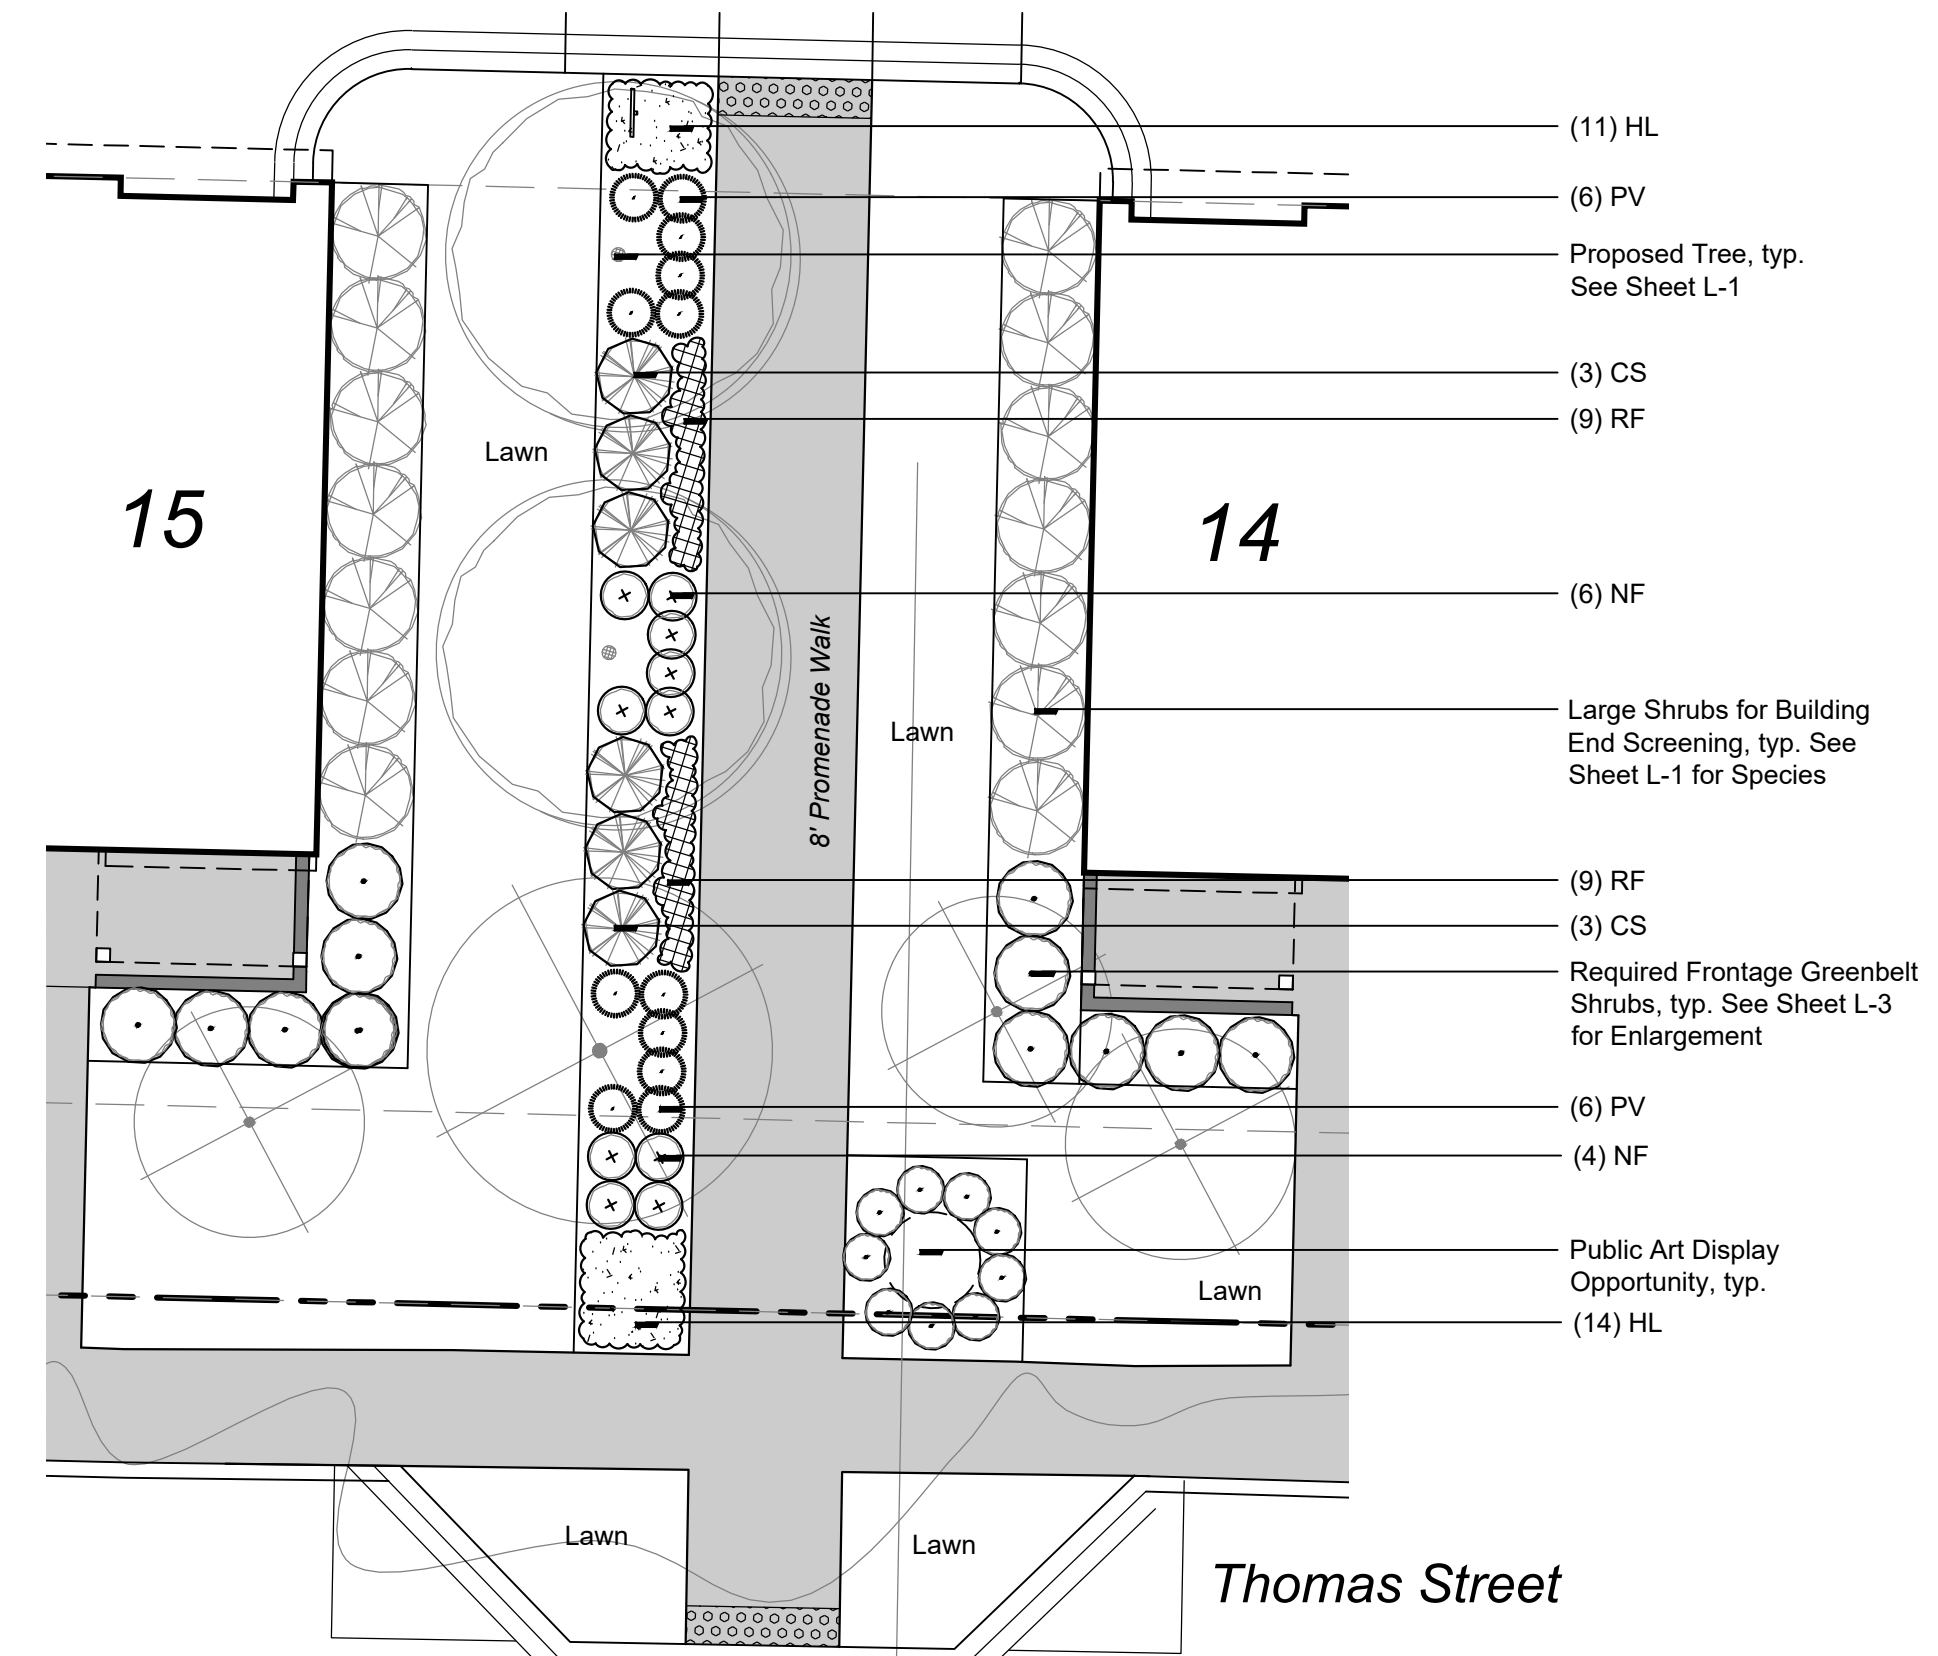 (11) HL
(6) PV
Proposed Tree, typ.
See Sheet L-1
(3) CS
(9) RF
Lawn
15
14
(6) NF
8' Promenade Walk
Lawn
Large Shrubs for Building
End Screening, typ. See
Sheet L-1 for Species
(9) RF
(3) CS
Required Frontage Greenbelt
Shrubs, typ. See Sheet L-3
for Enlargement
(6) PV
(4) NF
Public Art Display
Opportunity, typ.
Lawn
(14) HL
Lawn
Lawn
Thomas Street